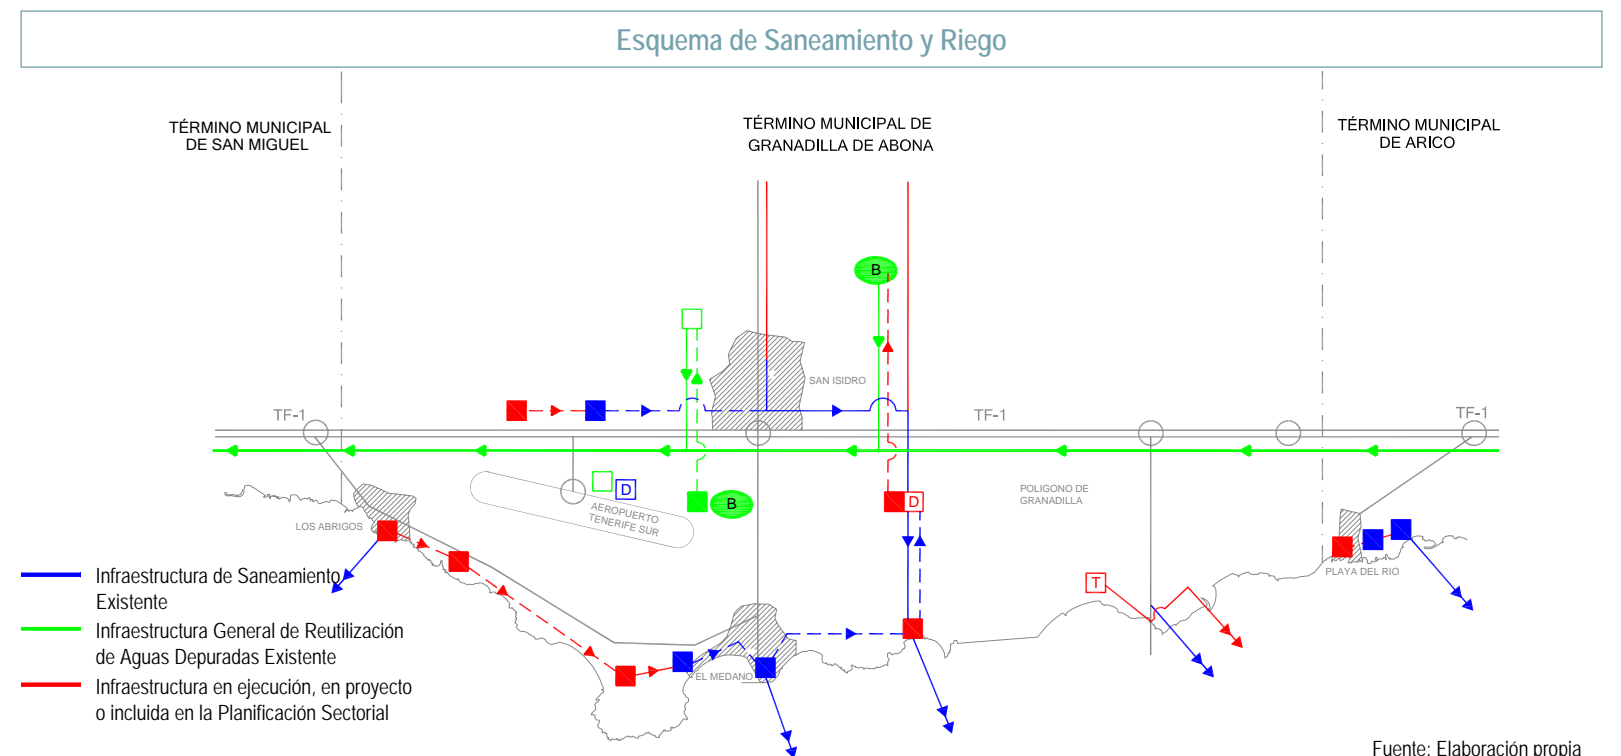 Esquema de Saneamiento y Riego
TÉRMINO MUNICIPAL
DE SAN MIGUEL
TÉRMINO MUNICIPAL DE
GRANADILLA DE ABONA
TÉRMINO MUNICIPAL
DE ARICO
B
SAN ISIDRO
TF-1
TF-1
TF-1
D
B
D
AEROPUERTO
TENERIFE SUR
POLIGONO DE
GRANADILLA
LOS ABRIGOS
T
PLAYA DEL RIO
EL MEDANO
Infraestructura de Saneamiento
Existente
Infraestructura General de Reutilización
de Aguas Depuradas Existente
Infraestructura en ejecución, en proyecto
o incluida en la Planificación Sectorial
Fuente: Elaboración propia